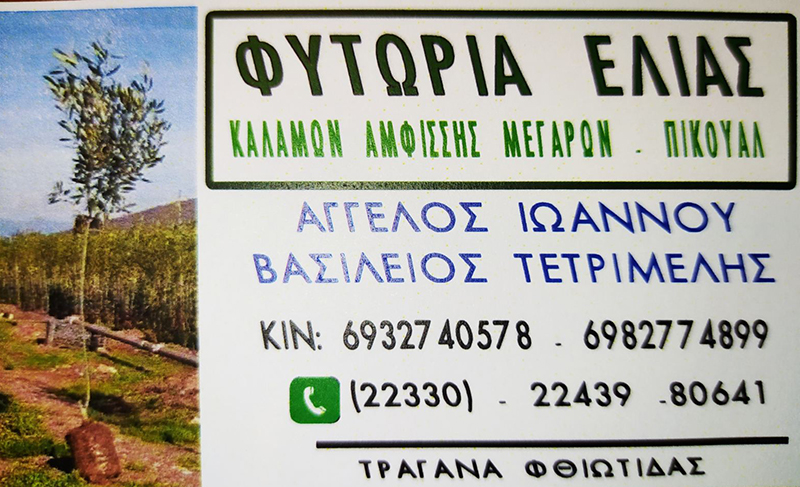 ΦΥΤΩΡΙΑ ΕΛΙΑΣ
ΚΑΛΑΜΩΝ ΑΜΦΙΣΣΗΣ ΜΕΓΑΡΩΝ - ΠΙΚΟΥΑΛ
ΑΓΓΕΛΟΣ ΙΩΑΝΝΟΥ
ΒΑΣΙΛΕΙΟΣ ΤΕΤΡΙΜΕΛΗΣ
ΚΙΝ: 6932740578 - 6982774899
(22330) - 22439 -80641
ΤΡΑΓΑΝΑ ΦΘΙΩΤΙΔΑΣ